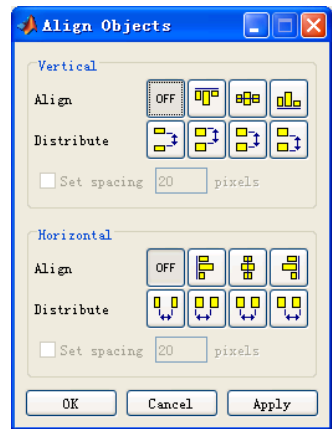 Align Objects
Vertical
Align OFF
Distribute
Set spacing 20 pixels
Horizontal
Align OFF
Distribute
Set spacing 20 pixels
OK Cancel Apply